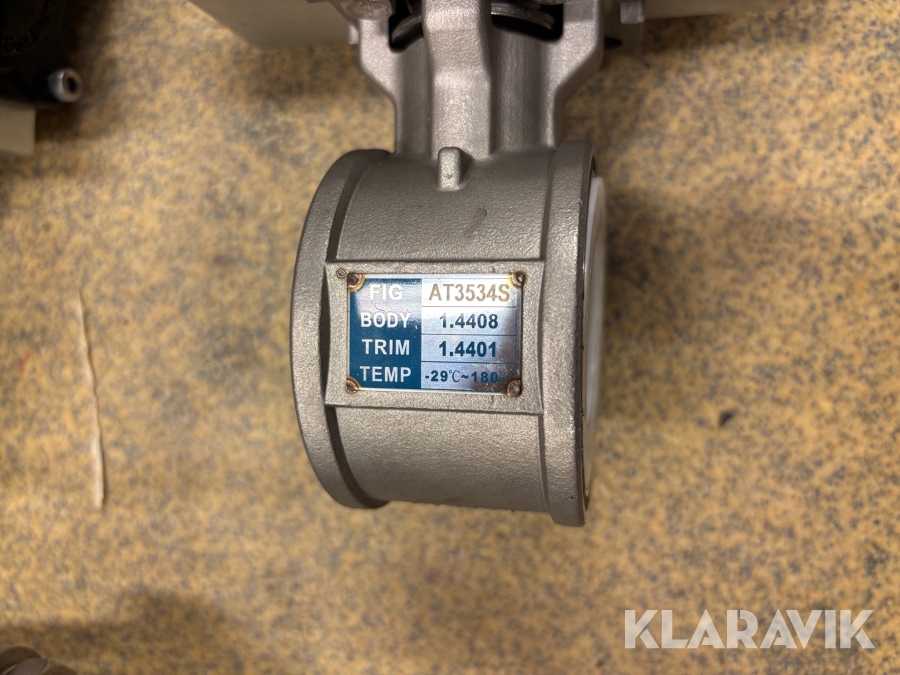 FIG AT3534S
BODY 1.4408
TRIM 1.4401
TEMP -29℃~180
KLARAVIK